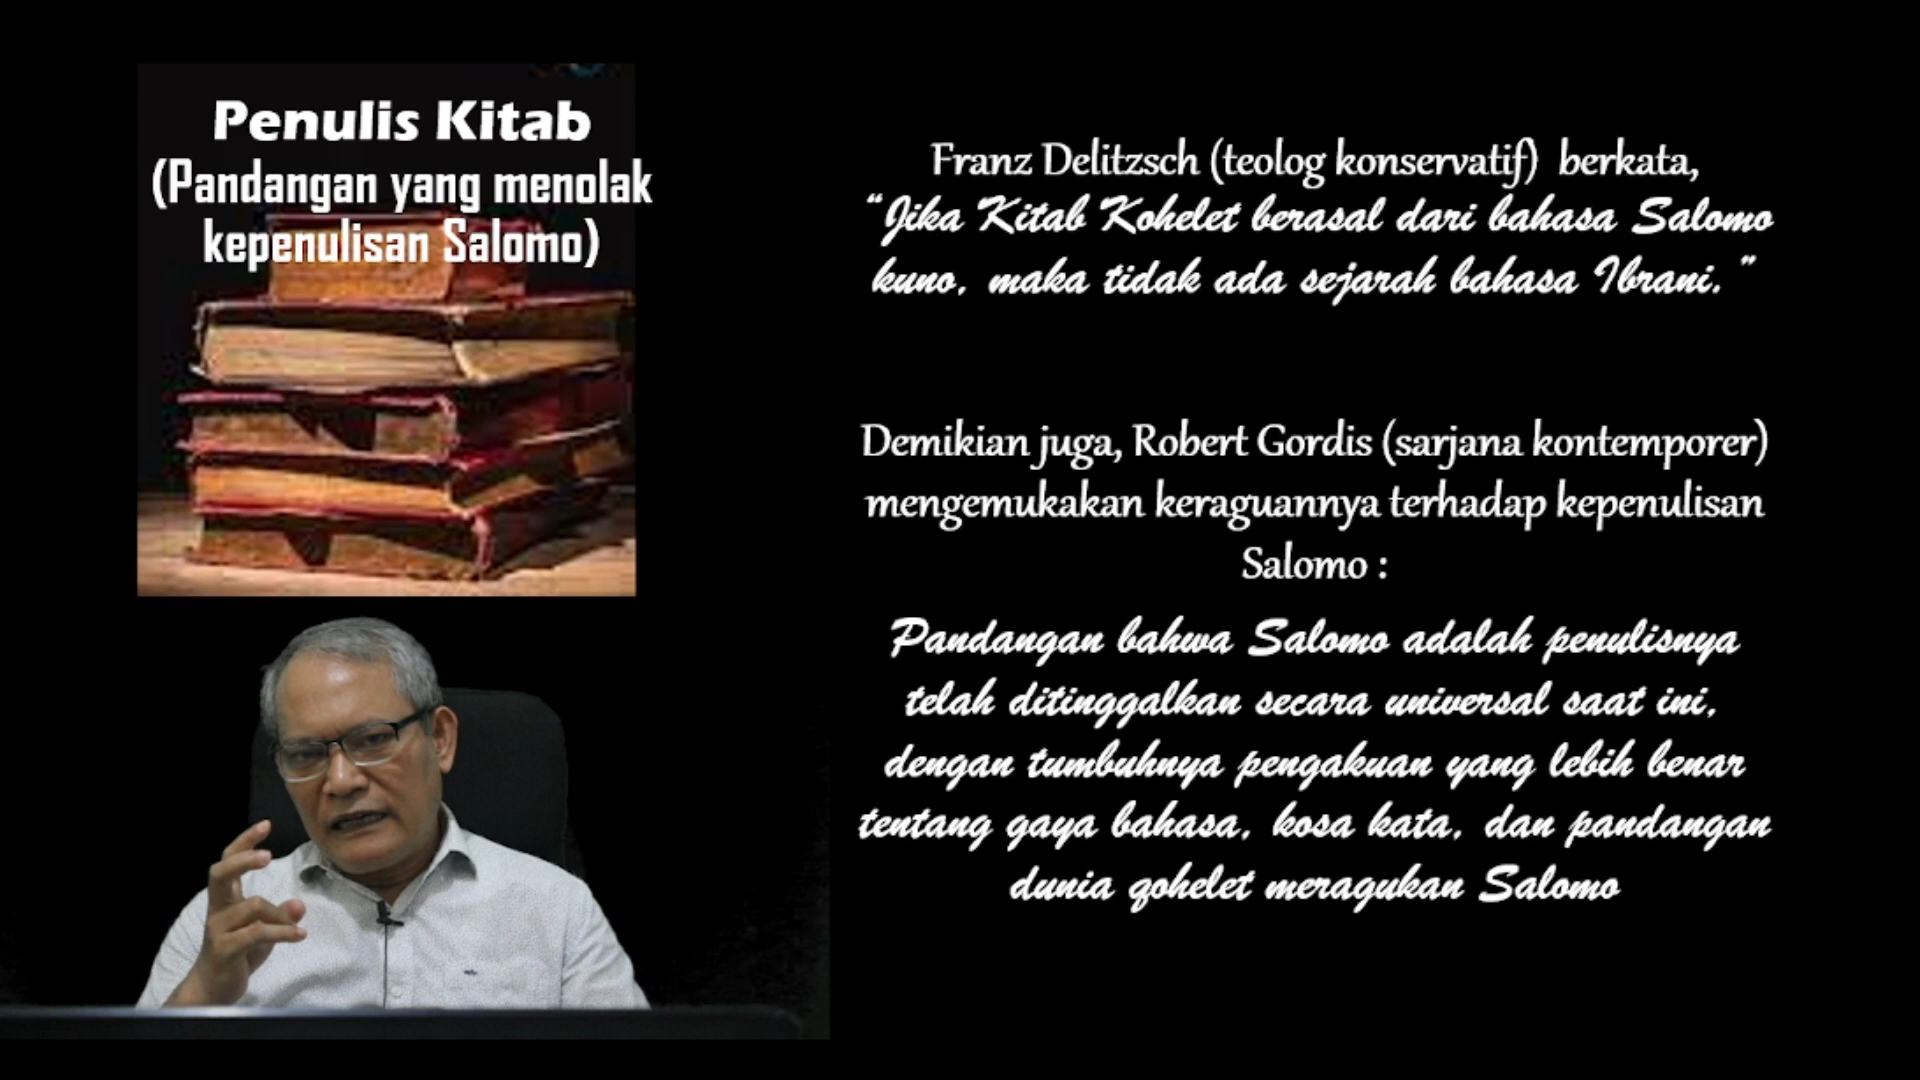 Penulis Kitab
(Pandangan yang menolak
kepenulisan Salomo)
Franz Delitzsch (teolog konservatif) berkata,
“Jika Kitab Kohelet berasal dari bahasa Salomo
kuno, maka tidak ada sejarah bahasa Ibrani. ”
Demikian juga, Robert Gordis (sarjana kontemporer)
mengemukakan keraguannya terhadap kepenulisan
Salomo :
Pandangan bahwa Salomo adalah penulisnya
telah ditinggalkan secara universal saat ini,
dengan tumbuhnya pengakuan yang lebih benar
tentang gaya bahasa, kosa kata, dan pandangan
dunia qohelet meragukan Salomo